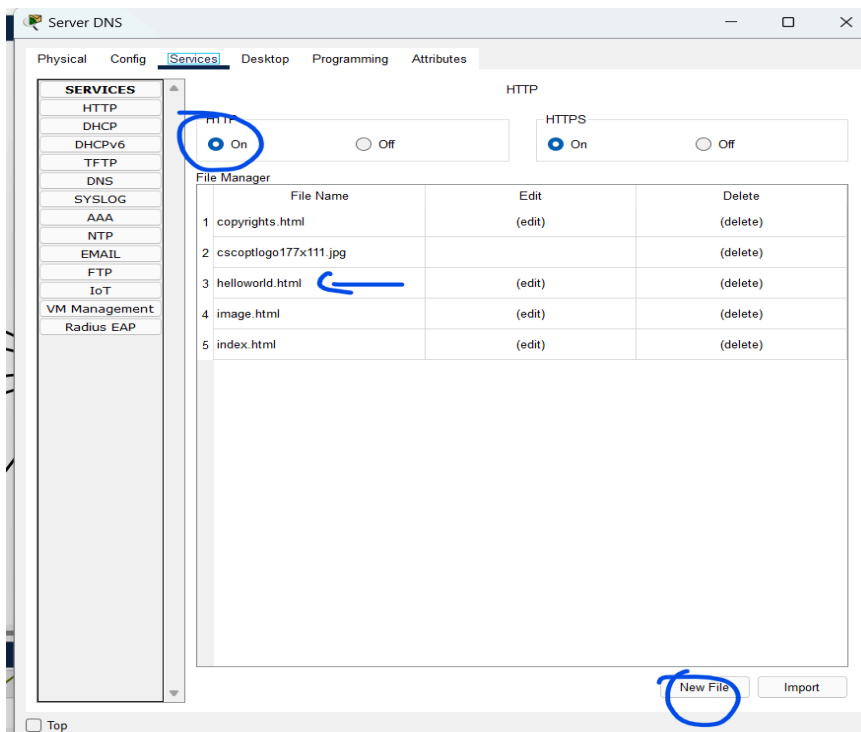 Server DNS
Physical Config Services Desktop Programming Attributes
SERVICES
HTTP
DHCP
DHCPv6
TFTP
DNS
SYSLOG
AAA
NTP
EMAIL
FTP
IoT
VM Management
Radius EAP
HTTP
HTTP
HTTPS
On Off On Off
File Manager
File Name Edit Delete
1 copyrights.html (edit) (delete)
2 cscoptlogo177x111.jpg (delete)
3 helloworld.html (edit) (delete)
4 image.html (edit) (delete)
5 index.html (edit) (delete)
New File Import
Top